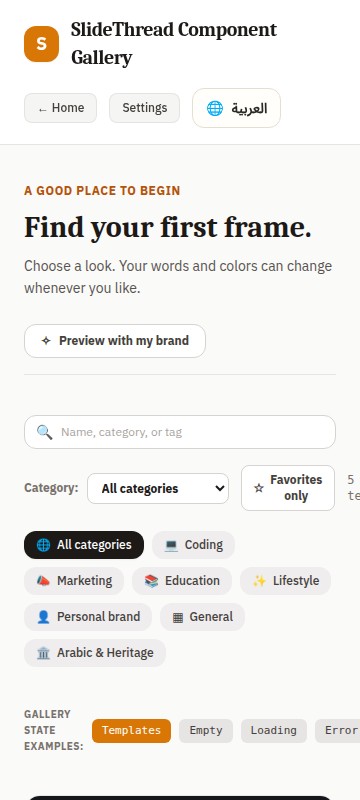 S
SlideThread Component
Gallery
← Home
Settings
العربية
A GOOD PLACE TO BEGIN
Find your first frame.
Choose a look. Your words and colors can change
whenever you like.
✧ Preview with my brand
Name, category, or tag
Category:
All categories
☆ Favorites
only
5
te
All categories
Coding
Marketing
Education
Lifestyle
Personal brand
General
Arabic & Heritage
GALLERY
STATE
EXAMPLES:
Templates
Empty
Loading
Error